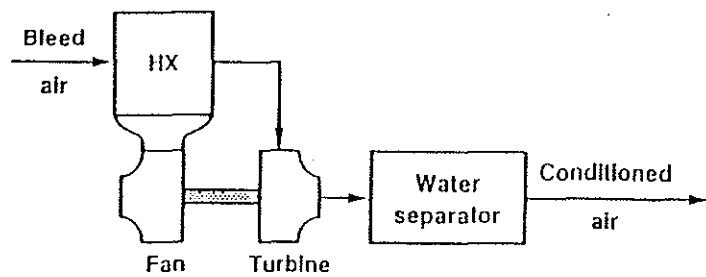 Bleed
air
HX
Water
separator
Conditioned
air
Fan
Turbine